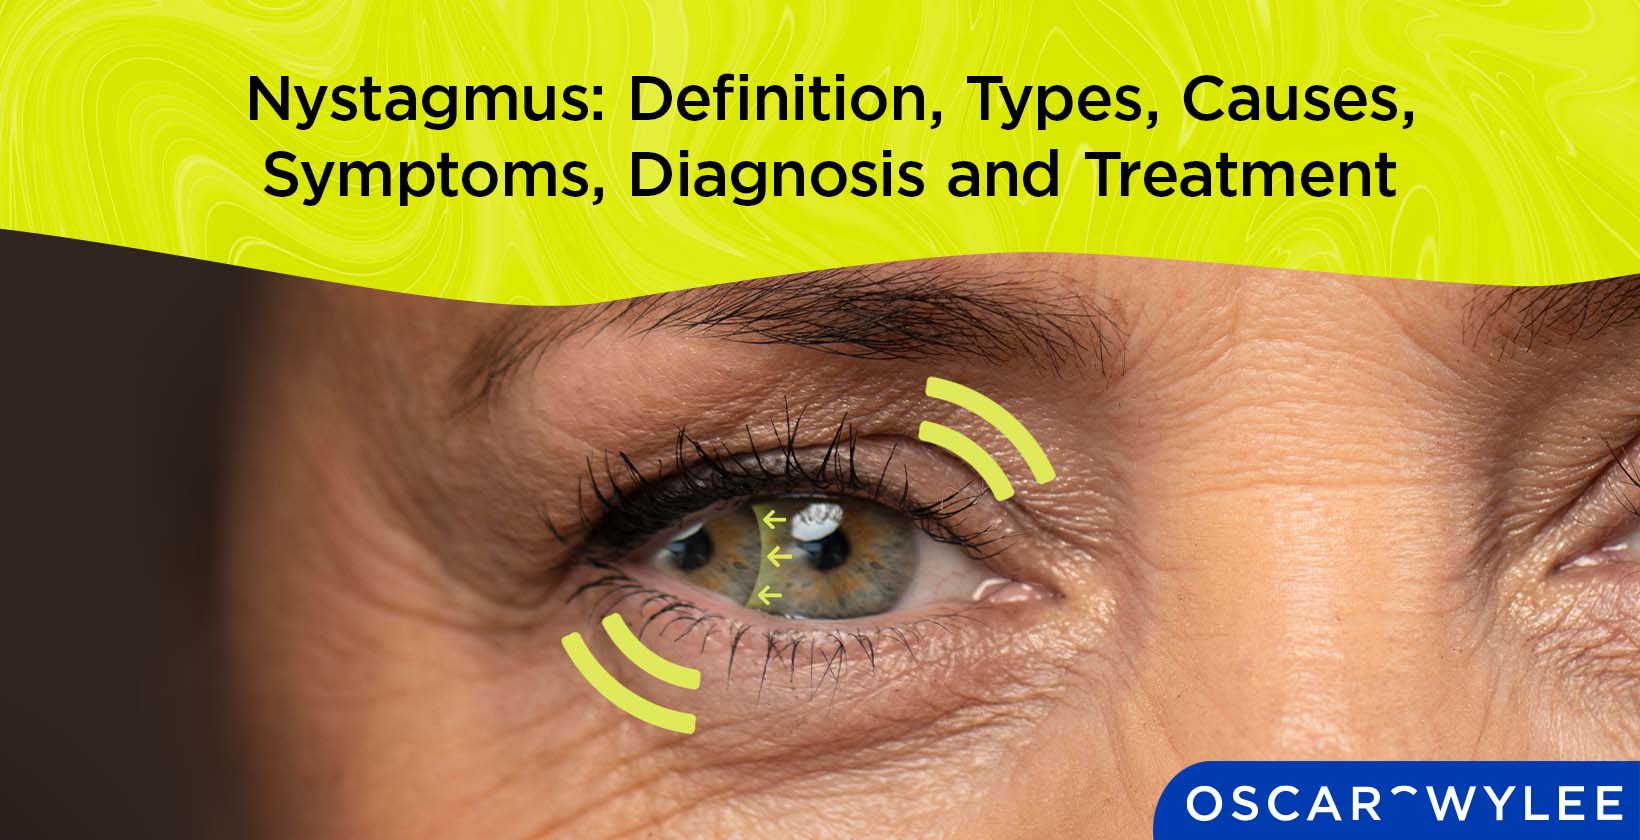 Nystagmus: Definition, Types, Causes,
Symptoms, Diagnosis and Treatment
OSCAR WYLEE